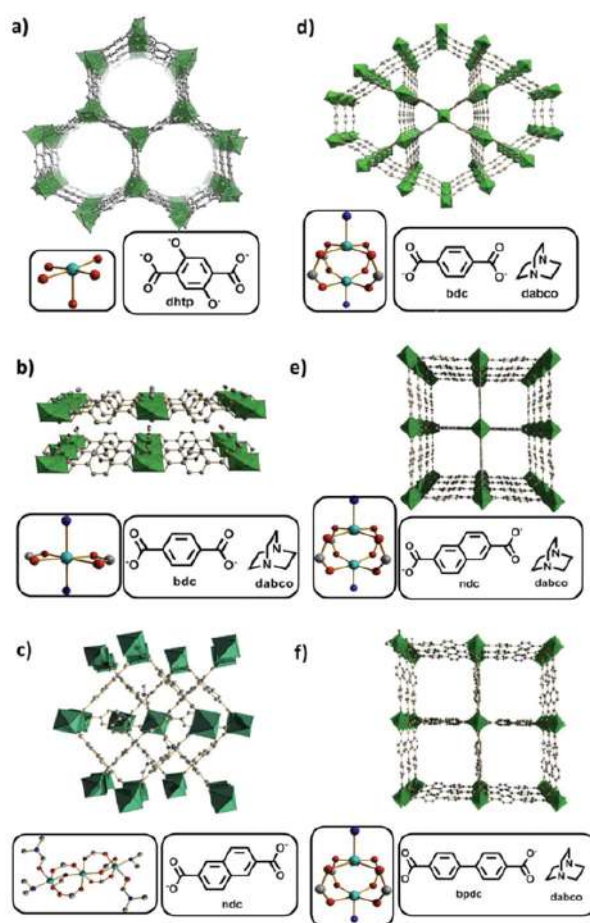 a)
O⁻
⁻O O⁻
O O
O⁻
dhtp
b)
O O
⁻O O⁻
N
N
bdc dabco
c)
O O⁻
⁻O O
ndc
d)
O O
⁻O O⁻
N
N
bdc dabco
e)
O O⁻
⁻O O
N
N
ndc dabco
f)
O O
⁻O O⁻
N
N
bpdc dabco